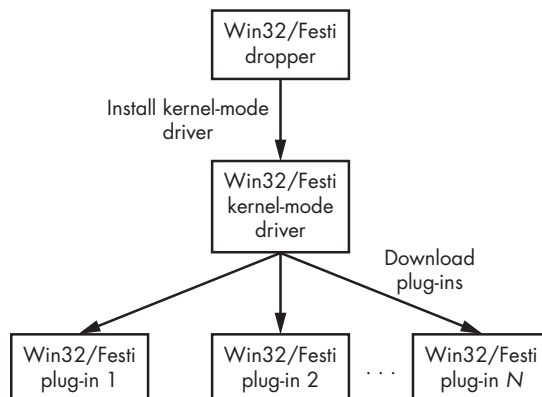 Win32/Festi
dropper
Install kernel-mode
driver
Win32/Festi
kernel-mode
driver
Download
plug-ins
Win32/Festi
plug-in 1
Win32/Festi
plug-in 2
. . .
Win32/Festi
plug-in N